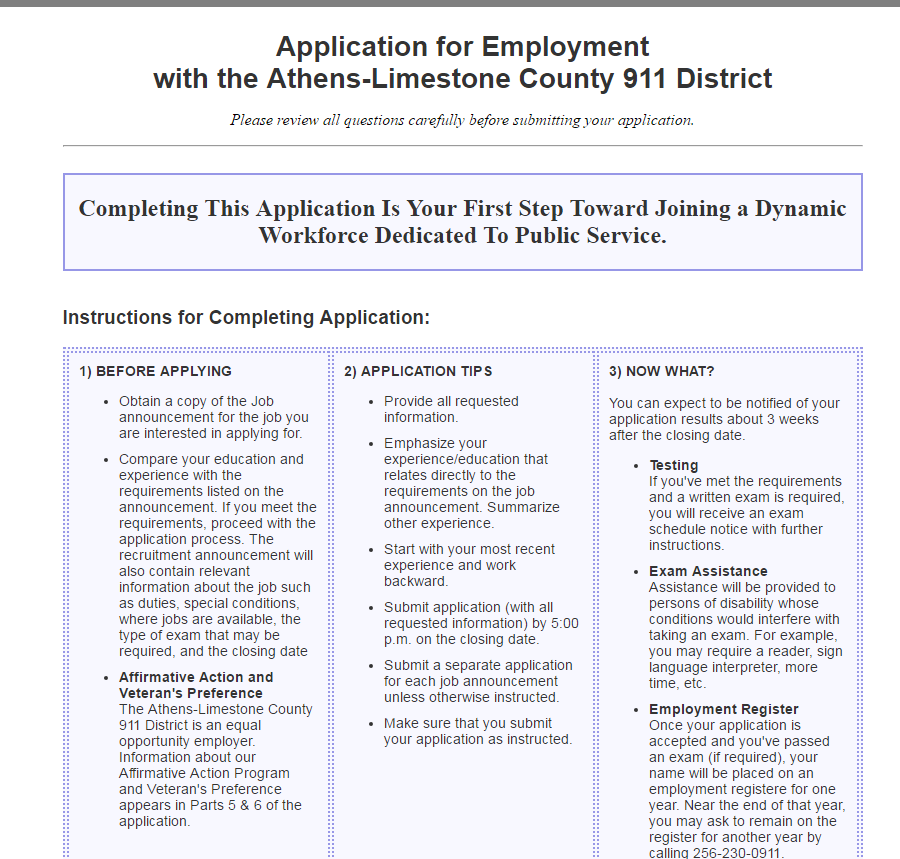 Application for Employment
with the Athens-Limestone County 911 District
Please review all questions carefully before submitting your application.
Completing This Application Is Your First Step Toward Joining a Dynamic
Workforce Dedicated To Public Service.
Instructions for Completing Application:
1) BEFORE APPLYING
• Obtain a copy of the Job
announcement for the job you
are interested in applying for.
• Compare your education and
experience with the
requirements listed on the
announcement. If you meet the
requirements, proceed with the
application process. The
recruitment announcement will
also contain relevant
information about the job such
as duties, special conditions,
where jobs are available, the
type of exam that may be
required, and the closing date
• Affirmative Action and
Veteran's Preference
The Athens-Limestone County
911 District is an equal
opportunity employer.
Information about our
Affirmative Action Program
and Veteran's Preference
appears in Parts 5 & 6 of the
application.
2) APPLICATION TIPS
• Provide all requested
information.
• Emphasize your
experience/education that
relates directly to the
requirements on the job
announcement. Summarize
other experience.
• Start with your most recent
experience and work
backward.
• Submit application (with all
requested information) by 5:00
p.m. on the closing date.
• Submit a separate application
for each job announcement
unless otherwise instructed.
• Make sure that you submit
your application as instructed.
3) NOW WHAT?
You can expect to be notified of your
application results about 3 weeks
after the closing date.
• Testing
If you've met the requirements
and a written exam is required,
you will receive an exam
schedule notice with further
instructions.
• Exam Assistance
Assistance will be provided to
persons of disability whose
conditions would interfere with
taking an exam. For example,
you may require a reader, sign
language interpreter, more
time, etc.
• Employment Register
Once your application is
accepted and you've passed
an exam (if required), your
name will be placed on an
employment registere for one
year. Near the end of that year,
you may ask to remain on the
register for another year by
calling 256-230-0911.